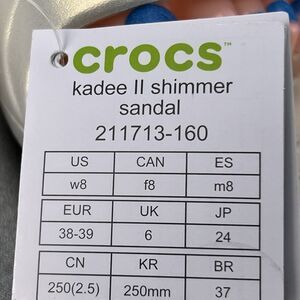 crocs™
kadee II shimmer
sandal
211713-160
US CAN ES
w8 f8 m8
EUR UK JP
38-39 6 24
CN KR BR
250(2.5) 250mm 37